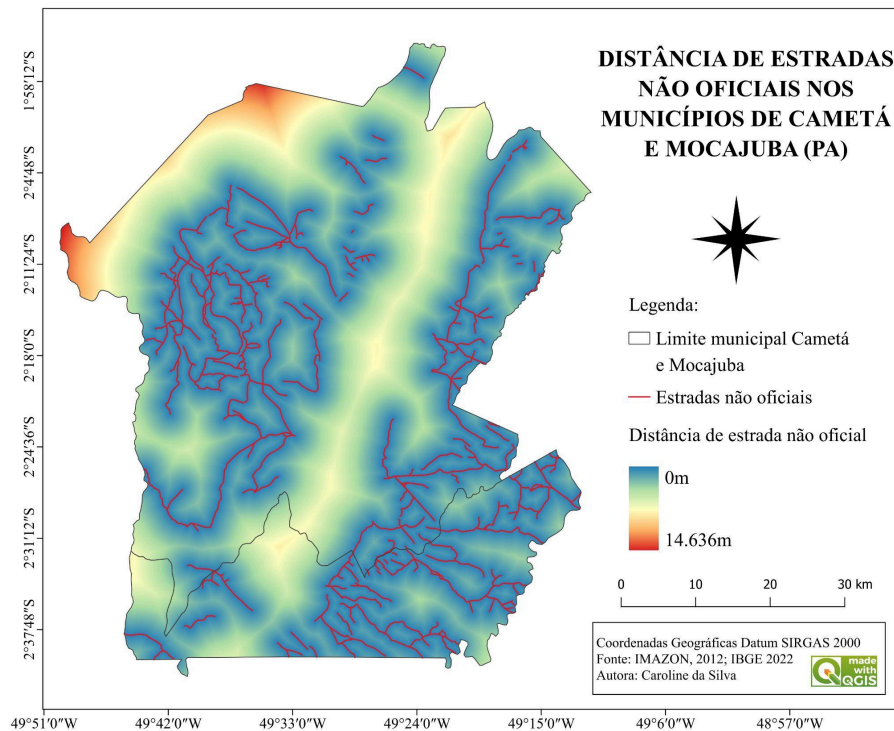 DISTÂNCIA DE ESTRADAS
NÃO OFICIAIS NOS
MUNICÍPIOS DE CAMETÁ
E MOCAJUBA (PA)
Legenda:
Limite municipal Cametá
e Mocajuba
Estradas não oficiais
Distância de estrada não oficial
0m
14.636m
0 10 20 30 km
Coordenadas Geográficas Datum SIRGAS 2000
Fonte: IMAZON, 2012; IBGE 2022
Autora: Caroline da Silva
made
with
QGIS
1°58'12"S
2°4'48"S
2°11'24"S
2°18'0"S
2°24'36"S
2°31'12"S
2°37'48"S
49°51'0"W 49°42'0"W 49°33'0"W 49°24'0"W 49°15'0"W 49°6'0"W 48°57'0"W